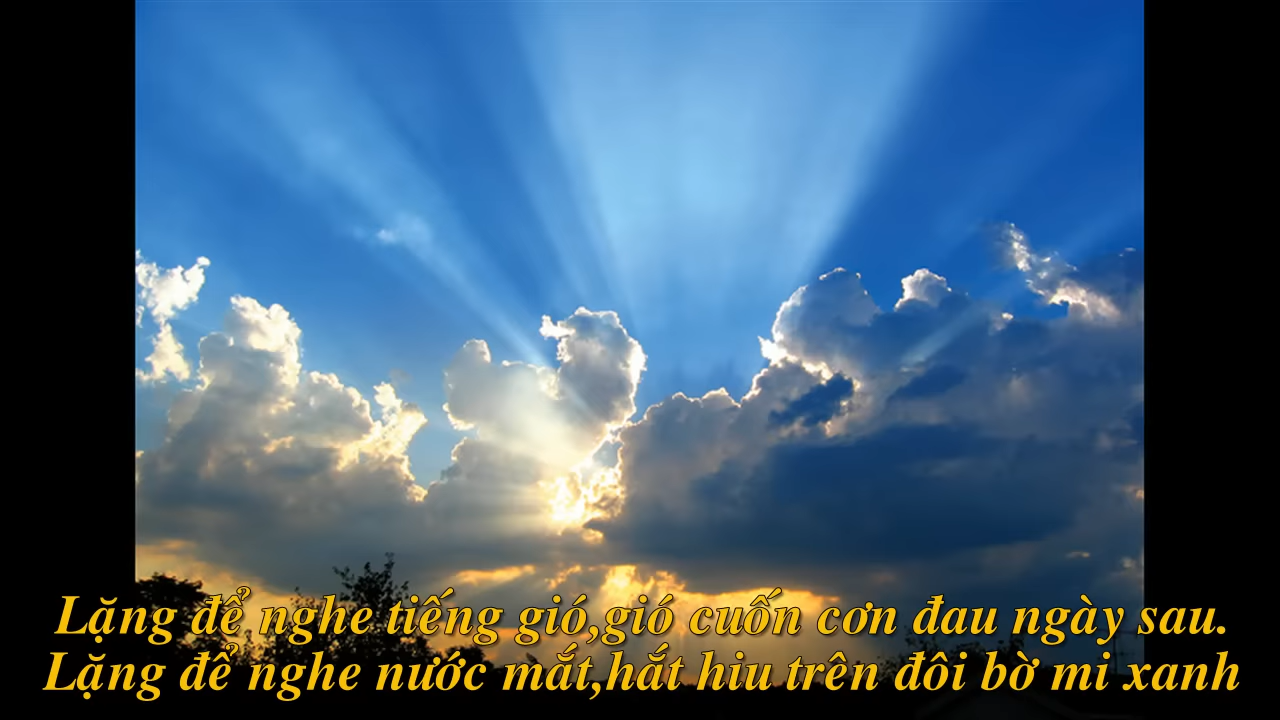 Lặng để nghe tiếng gió,gió cuốn cơn đau ngày sau.
Lặng để nghe nước mắt,hắt hiu trên đôi bờ mi xanh